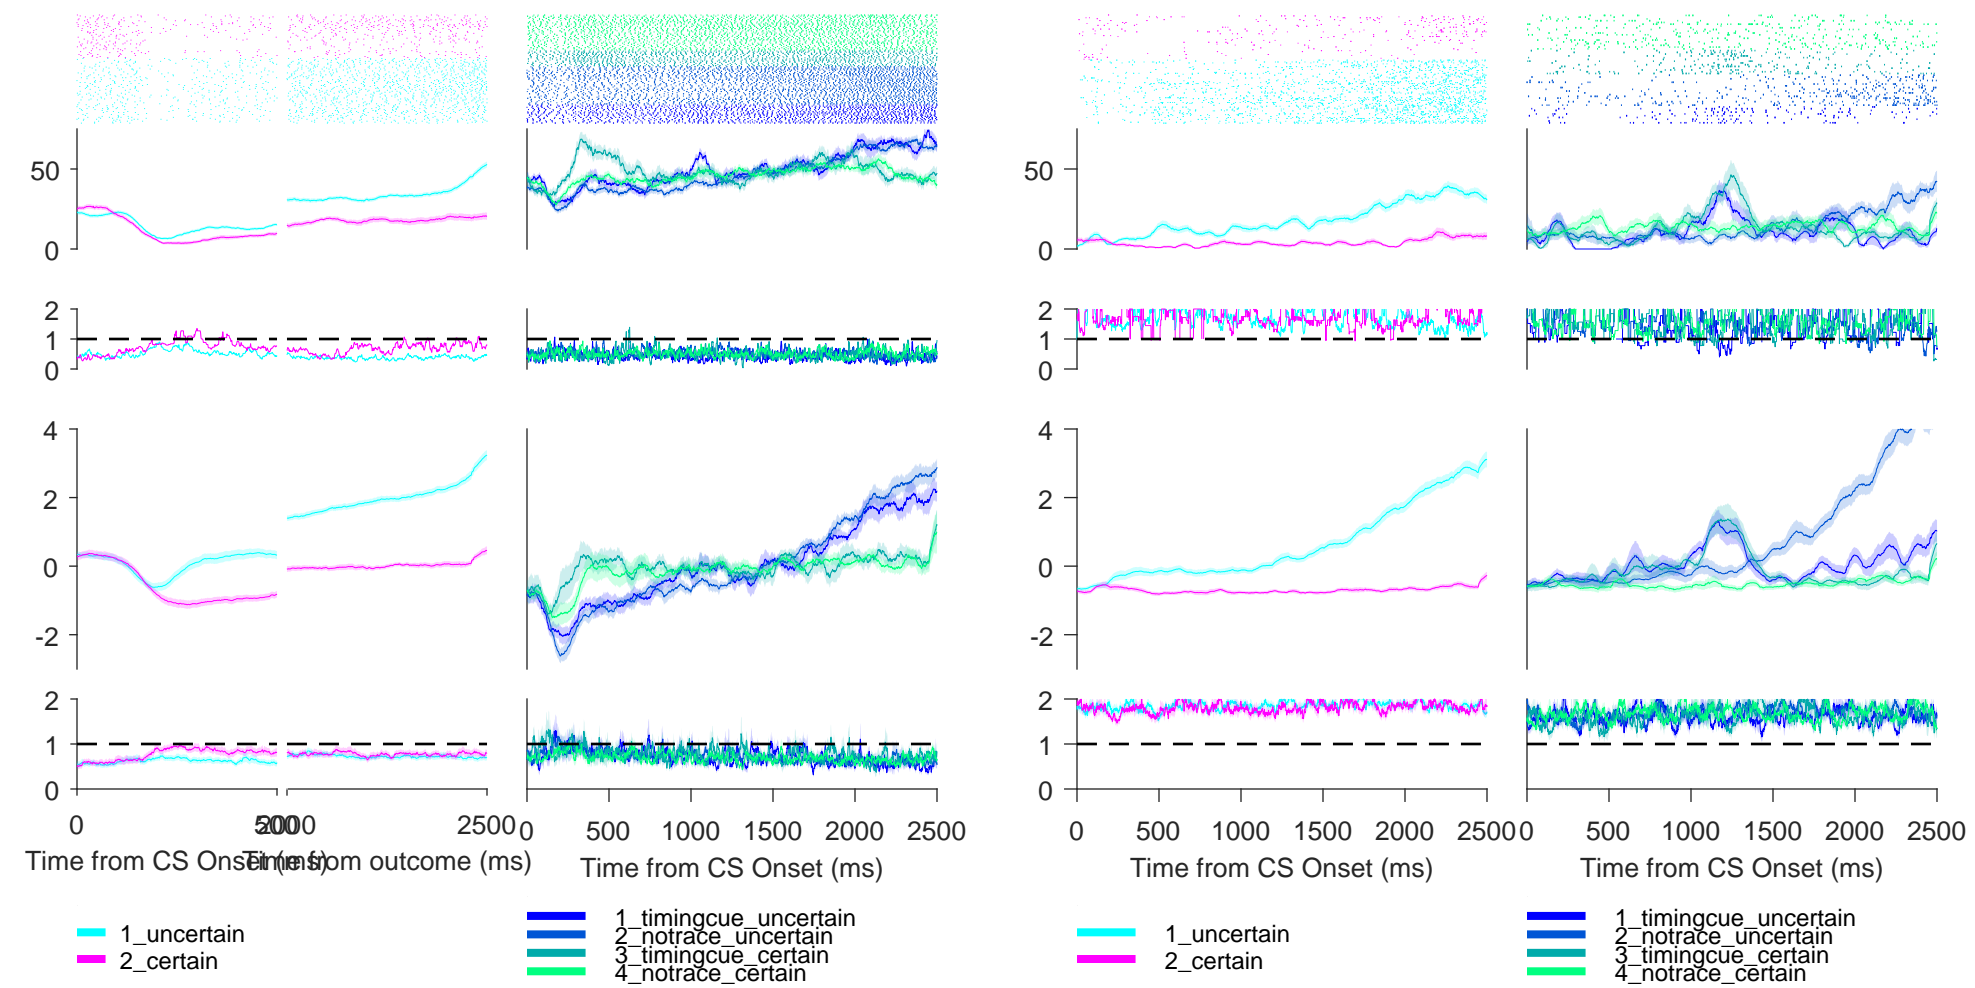 50
0
50
0
2
1
0
2
1
0
4
2
0
-2
4
2
0
-2
2
1
0
2
1
0
0 500 2000 2500 0 500 1000 1500 2000 2500 0 500 1000 1500 2000 2500 0 500 1000 1500 2000 2500
Time from CS Onset (ms) Time from outcome (ms) Time from CS Onset (ms) Time from CS Onset (ms) Time from CS Onset (ms)
1_uncertain
2_certain
1_timingcue_uncertain
2_notrace_uncertain
3_timingcue_certain
4_notrace_certain
1_uncertain
2_certain
1_timingcue_uncertain
2_notrace_uncertain
3_timingcue_certain
4_notrace_certain